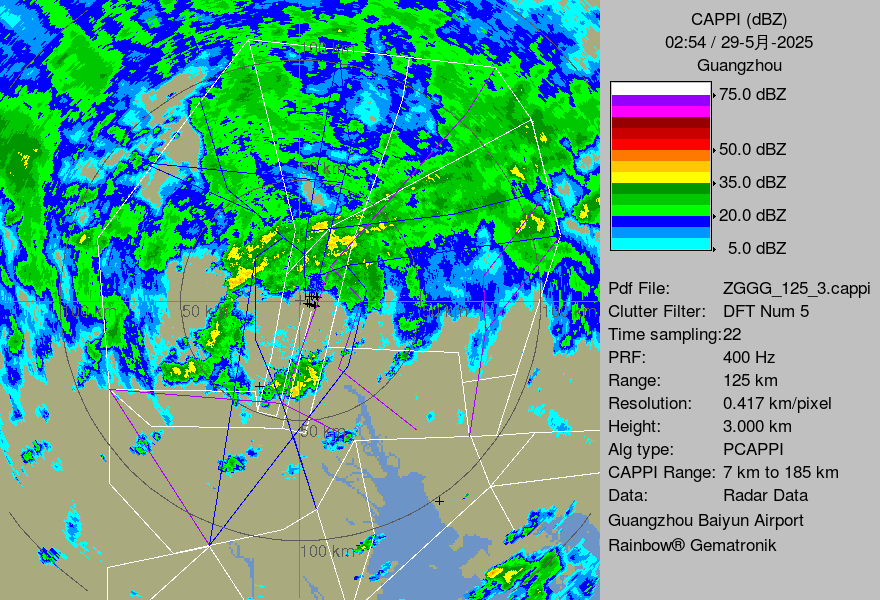 CAPPI (dBZ)
02:54 / 29-5月-2025
Guangzhou
75.0 dBZ
50.0 dBZ
35.0 dBZ
20.0 dBZ
5.0 dBZ
Pdf File: ZGGG_125_3.cappi
Clutter Filter: DFT Num 5
Time sampling:22
PRF: 400 Hz
Range: 125 km
Resolution: 0.417 km/pixel
Height: 3.000 km
Alg type: PCAPPI
CAPPI Range: 7 km to 185 km
Data: Radar Data
Guangzhou Baiyun Airport
Rainbow® Gematronik
100 km
50 km
100 km
50 km
50 km
100 km
50 km
100 km